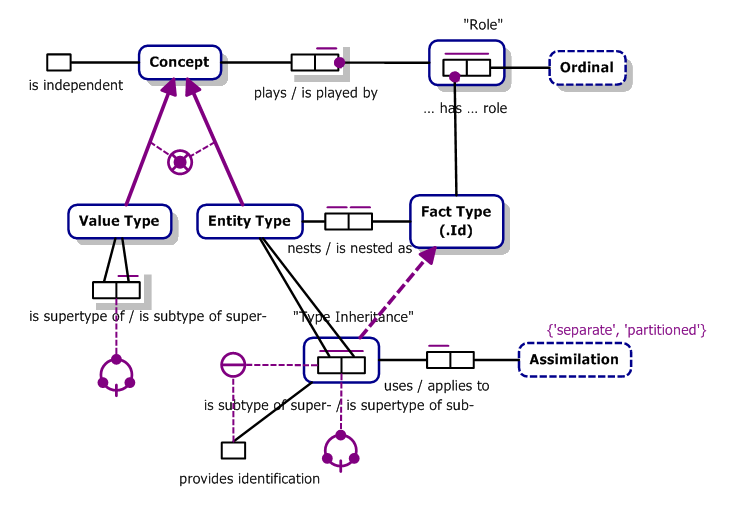 "Role"
Concept
Ordinal
is independent
plays / is played by
... has ... role
Value Type
Entity Type
Fact Type
(.Id)
nests / is nested as
is supertype of / is subtype of super-
"Type Inheritance"
{'separate', 'partitioned'}
Assimilation
uses / applies to
is subtype of super- / is supertype of sub-
provides identification